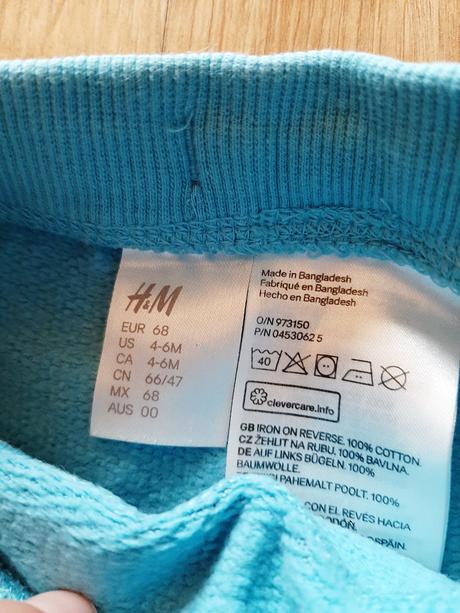 H&M
EUR 68
US 4-6M
CA 4-6M
CN 66/47
MX 68
AUS 00
Made in Bangladesh
Fabriqué en Bangladesh
Hecho en Bangladesh
O/N 973150
P/N 0453062 5
40
clevercare.info
GB IRON ON REVERSE. 100% COTTON.
CZ ŽEHLIT NA RUBU. 100% BAVLNA.
DE AUF LINKS BÜGELN. 100%
BAUMWOLLE.
PAHEMALT POOLT. 100%
CON EL REVÉS HACIA